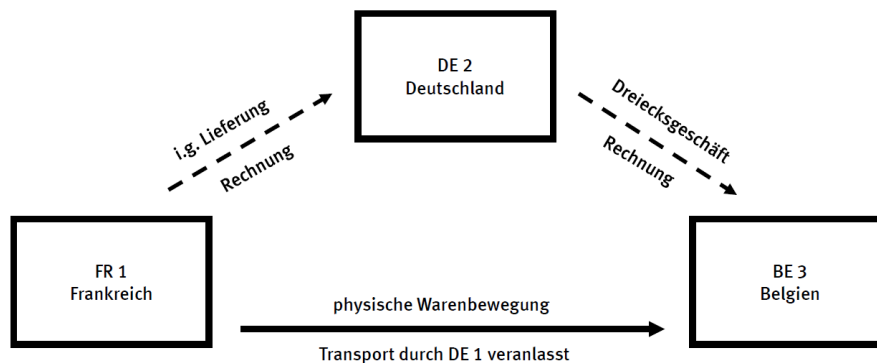 DE 2
Deutschland
i.g. Lieferung
Rechnung
Dreiecksgeschäft
Rechnung
FR 1
Frankreich
BE 3
Belgien
physische Warenbewegung
Transport durch DE 1 veranlasst